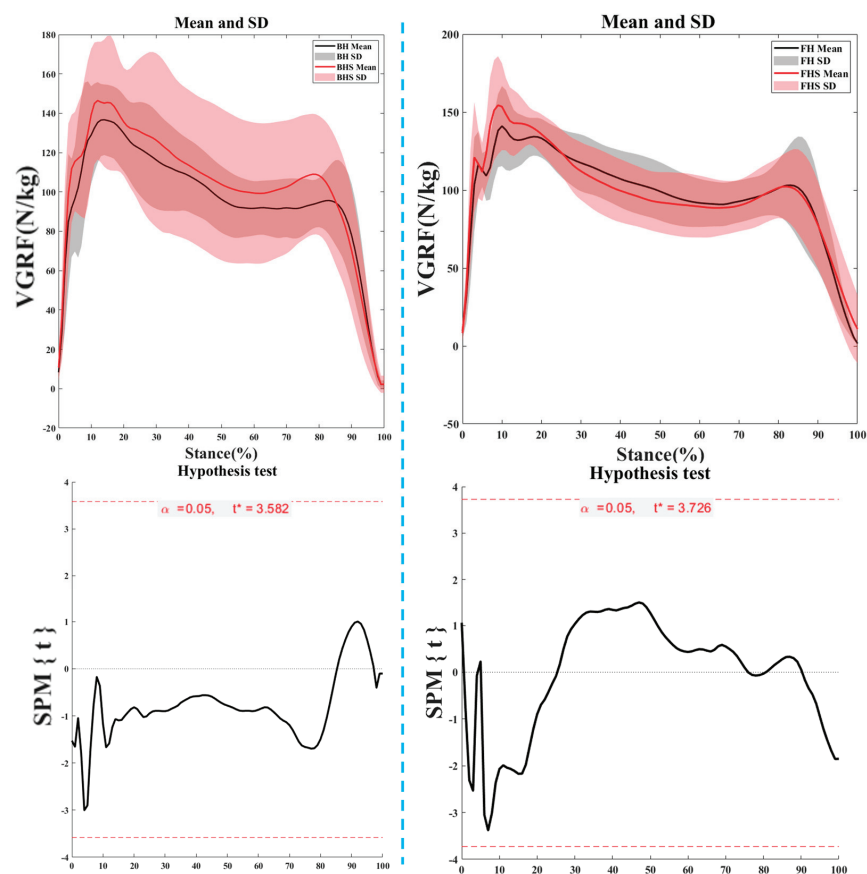 Mean and SD
BH Mean
BH SD
BHS Mean
BHS SD
VGRF(N/kg)
180
160
140
120
100
80
60
40
20
0
-20
0 10 20 30 40 50 60 70 80 90 100
Stance(%)
Mean and SD
FH Mean
FH SD
FHS Mean
FHS SD
VGRF(N/kg)
200
150
100
50
0
-50
0 10 20 30 40 50 60 70 80 90 100
Stance(%)
Hypothesis test
α =0.05, t* = 3.582
SPM { t }
4
3
2
1
0
-1
-2
-3
-4
0 10 20 30 40 50 60 70 80 90 100
Hypothesis test
α =0.05, t* = 3.726
SPM { t }
4
3
2
1
0
-1
-2
-3
-4
0 10 20 30 40 50 60 70 80 90 100